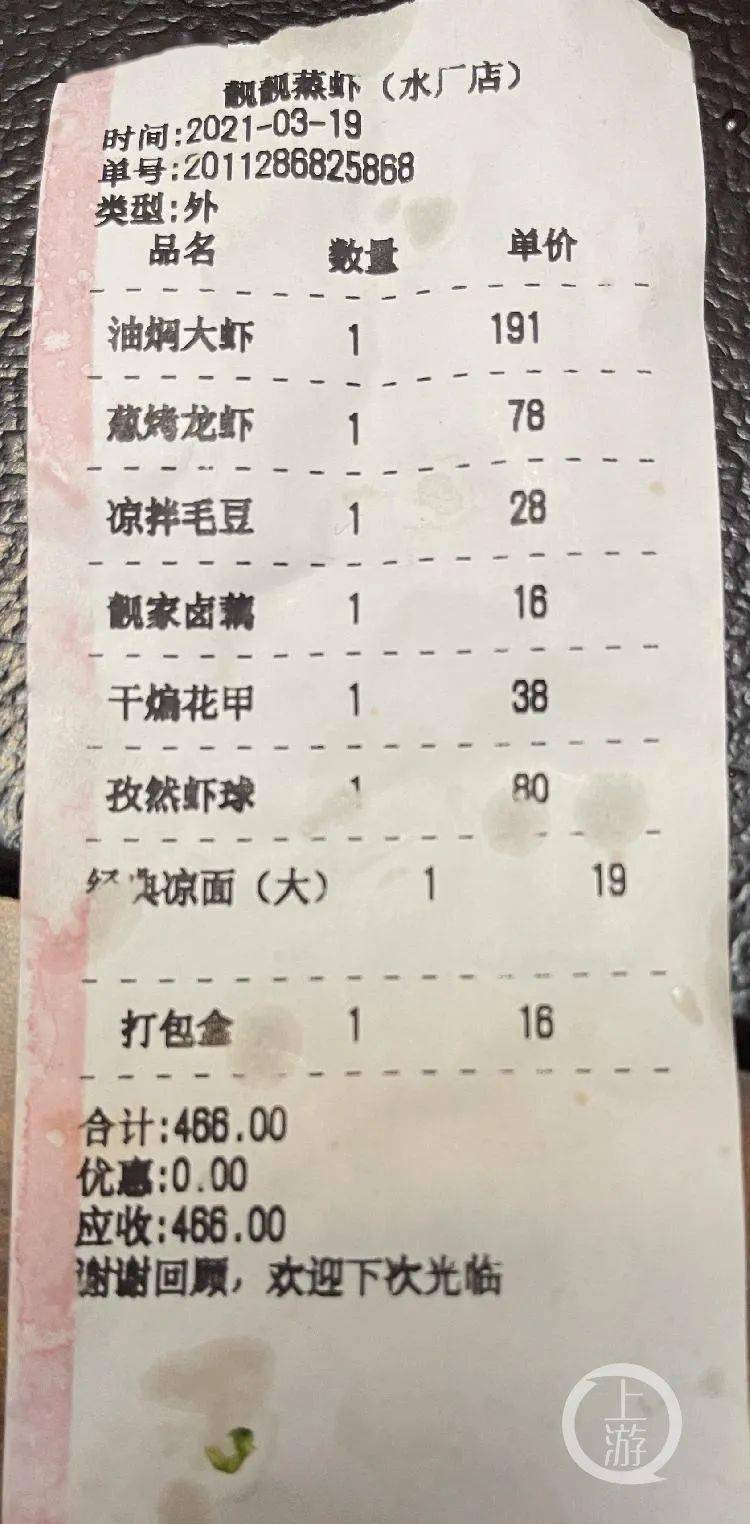 靓靓蒸虾（水厂店）
时间:2021-03-19
单号:2011286825868
类型:外
品名 数量 单价
油焖大虾 1 191
葱烤龙虾 1 78
凉拌毛豆 1 28
靓家卤藕 1 16
干煸花甲 1 38
孜然虾球 1 80
经典凉面（大） 1 19
打包盒 1 16
合计:466.00
优惠:0.00
应收:466.00
谢谢回顾，欢迎下次光临
上游